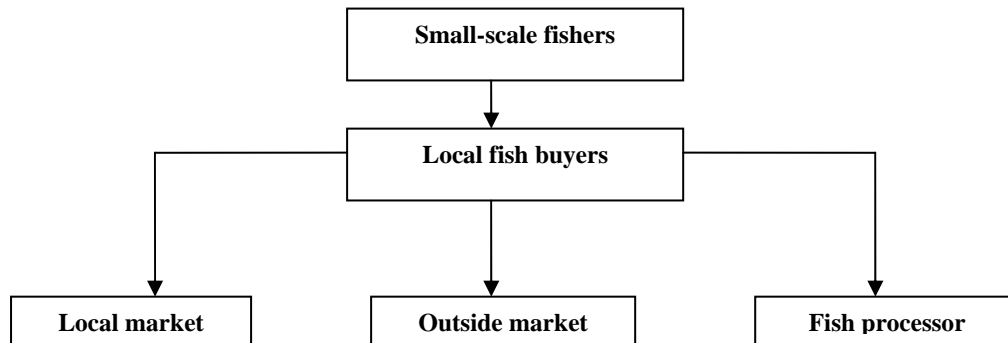 Small-scale fishers
Local fish buyers
Local market
Outside market
Fish processor